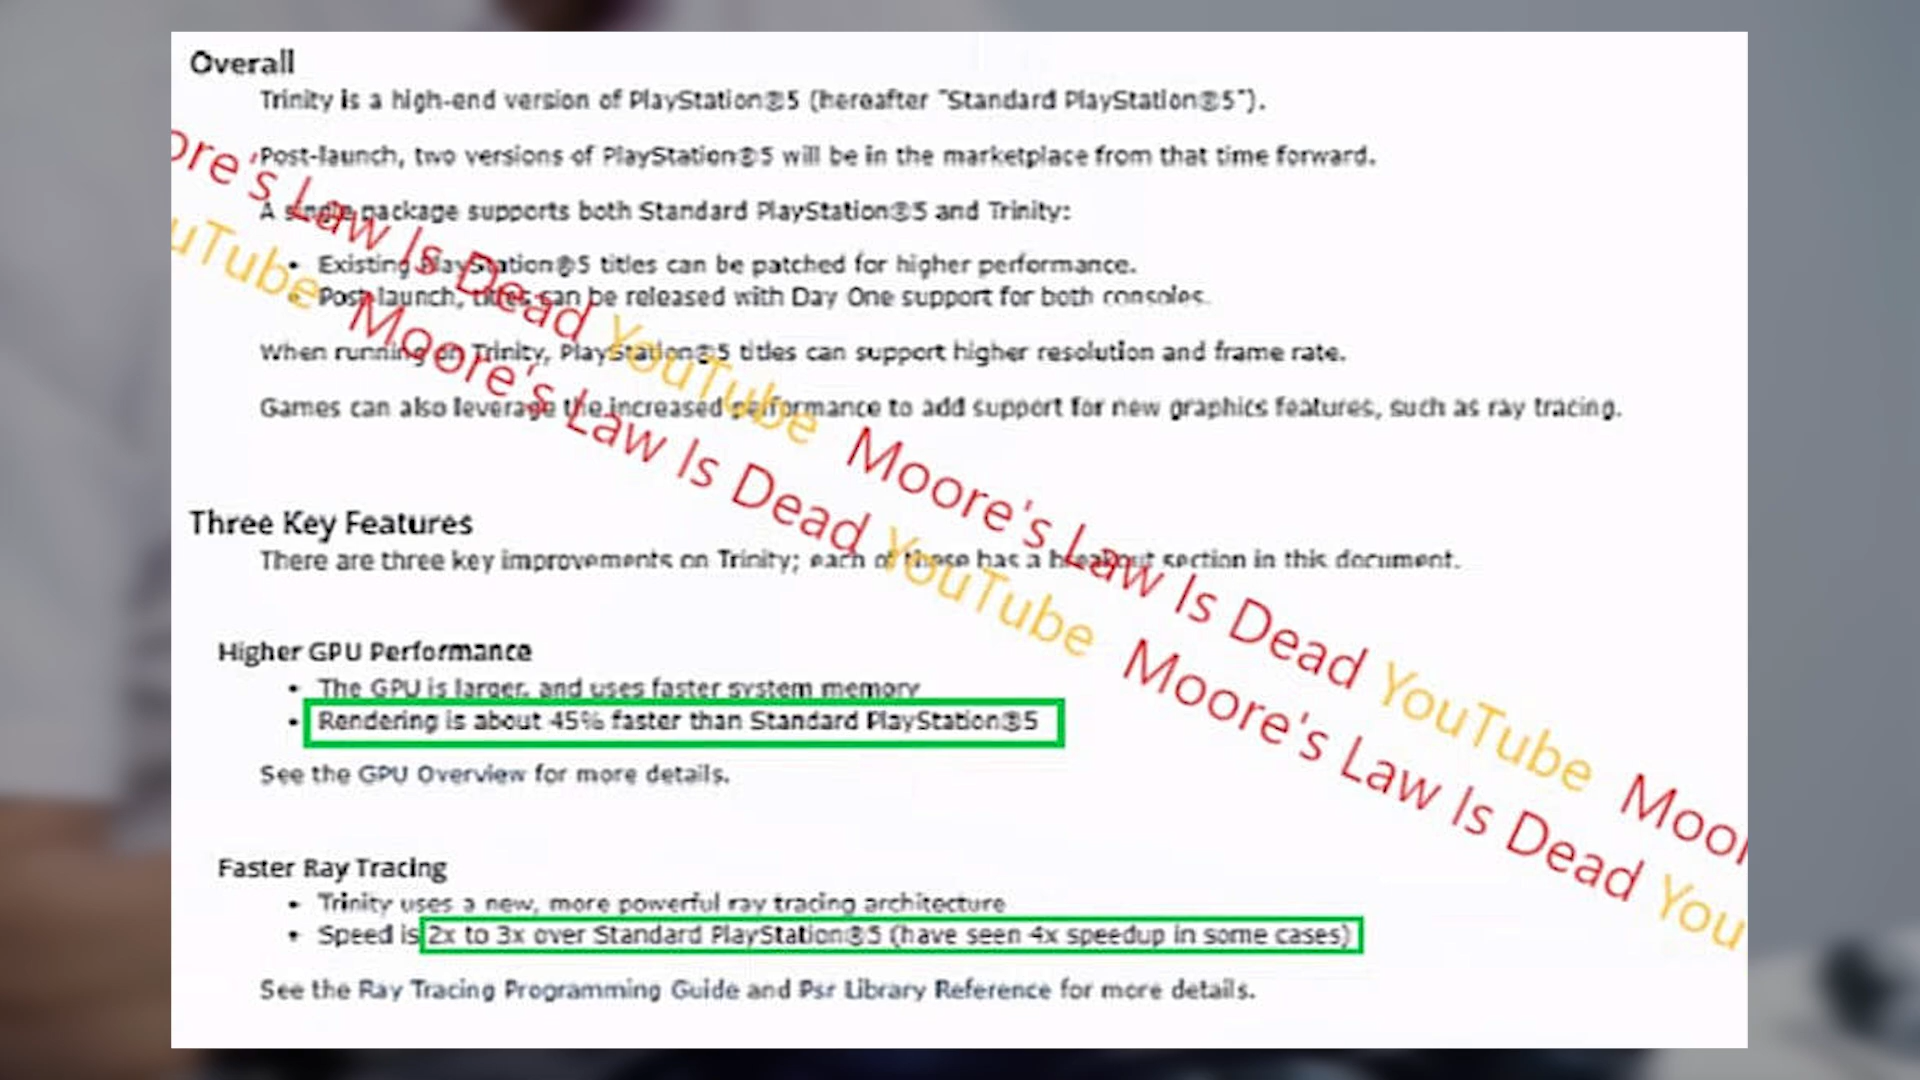 Overall
Trinity is a high-end version of PlayStation®5 (hereafter "Standard PlayStation®5").
Post-launch, two versions of PlayStation®5 will be in the marketplace from that time forward.
A single package supports both Standard PlayStation®5 and Trinity:
• Existing PlayStation®5 titles can be patched for higher performance.
• Post-launch, titles can be released with Day One support for both consoles.
When running on Trinity, PlayStation®5 titles can support higher resolution and frame rate.
Games can also leverage the increased performance to add support for new graphics features, such as ray tracing.
Three Key Features
There are three key improvements on Trinity; each of these has a breakout section in this document.
Higher GPU Performance
• The GPU is larger, and uses faster system memory
• Rendering is about 45% faster than Standard PlayStation®5
See the GPU Overview for more details.
Faster Ray Tracing
• Trinity uses a new, more powerful ray tracing architecture
• Speed is 2x to 3x over Standard PlayStation®5 (have seen 4x speedup in some cases)
See the Ray Tracing Programming Guide and Psr Library Reference for more details.
ore's Law Is Dead YouTube Moore's Law Is Dead YouTube Moor
uTube Moore's Law Is Dead YouTube Moore's Law Is Dead You